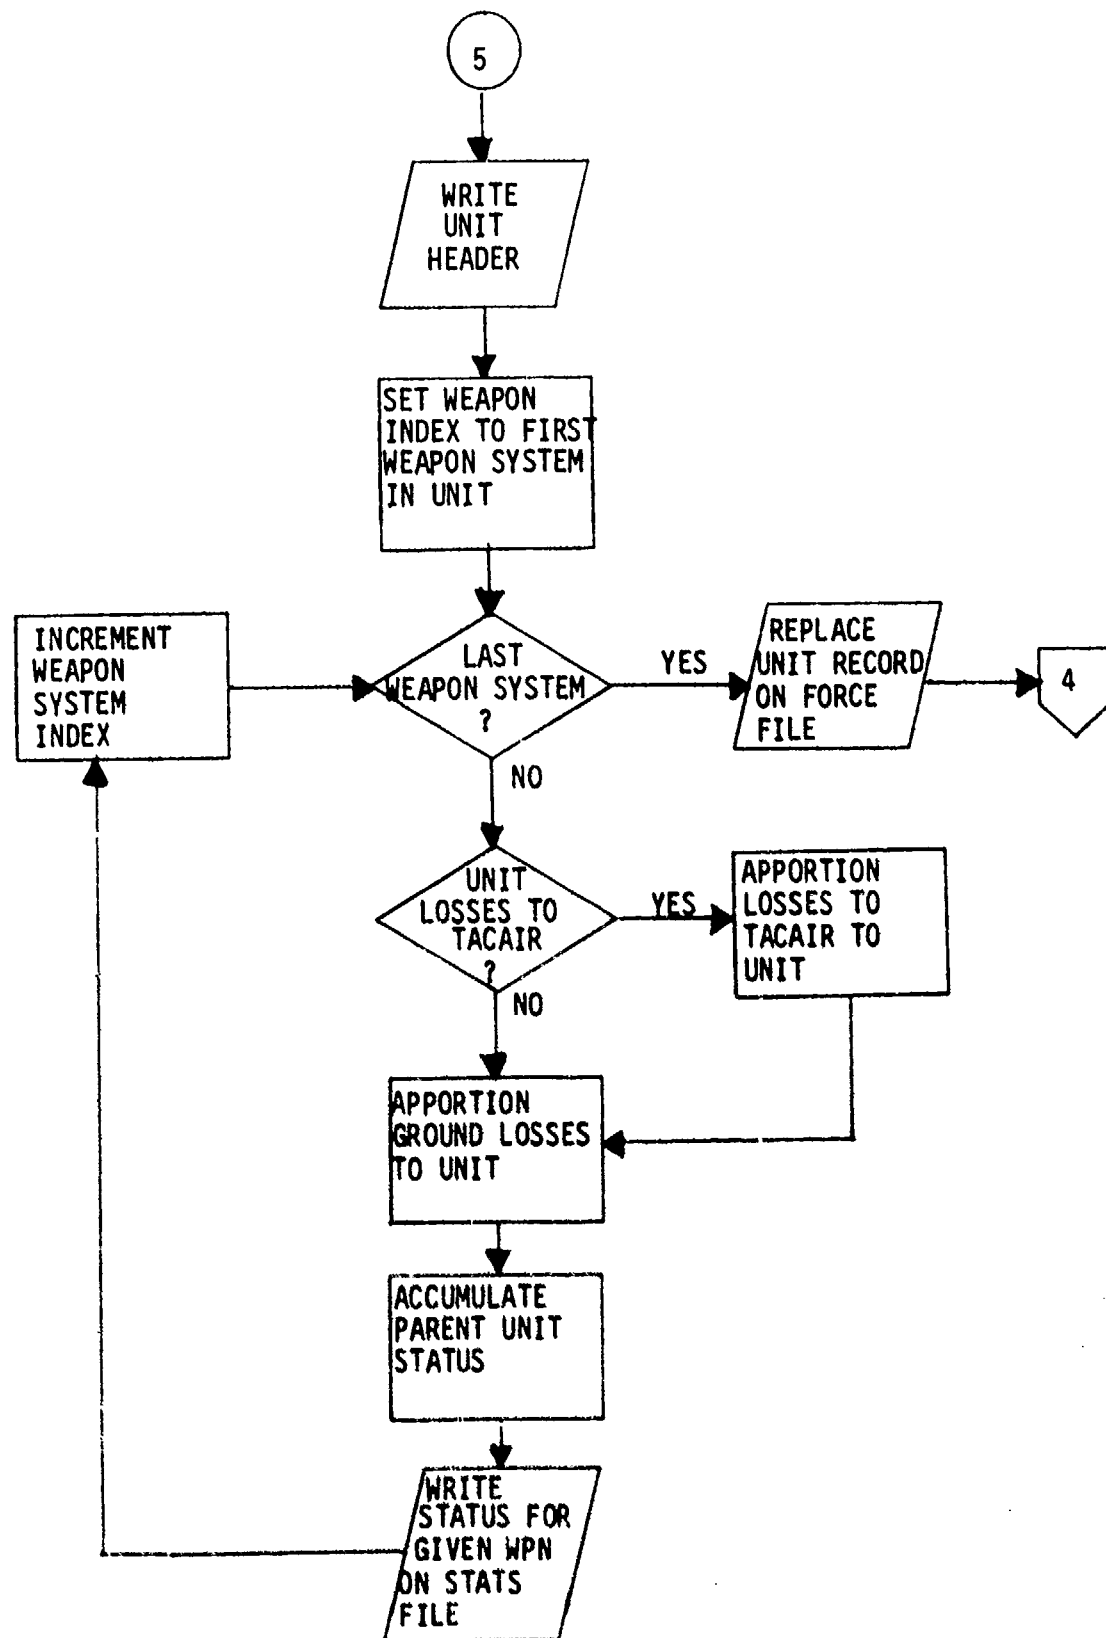 5
WRITE
UNIT
HEADER
SET WEAPON
INDEX TO FIRST
WEAPON SYSTEM
IN UNIT
INCREMENT
WEAPON
SYSTEM
INDEX
LAST
WEAPON SYSTEM
?
YES
REPLACE
UNIT RECORD
ON FORCE
FILE
4
NO
UNIT
LOSSES TO
TACAIR
?
YES
APPORTION
LOSSES TO
TACAIR TO
UNIT
NO
APPORTION
GROUND LOSSES
TO UNIT
ACCUMULATE
PARENT UNIT
STATUS
WRITE
STATUS FOR
GIVEN WPN
ON STATS
FILE